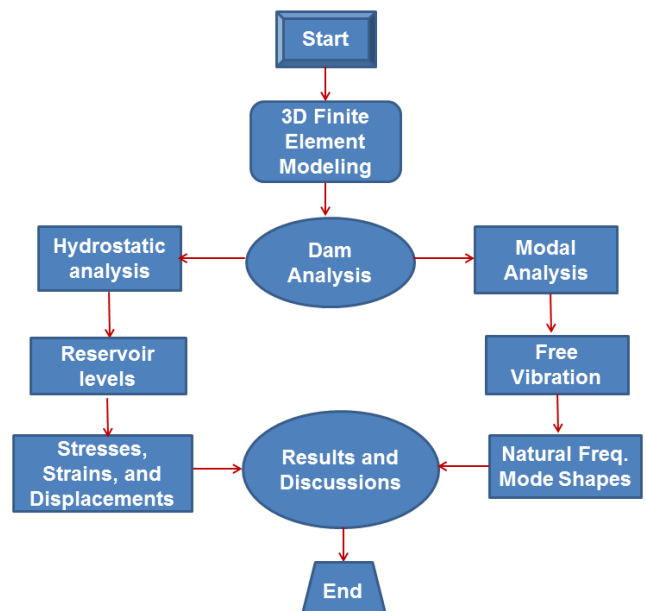 Start
3D Finite
Element
Modeling
Dam
Analysis
Hydrostatic
analysis
Modal
Analysis
Reservoir
levels
Free
Vibration
Stresses,
Strains, and
Displacements
Results and
Discussions
Natural Freq.
Mode Shapes
End